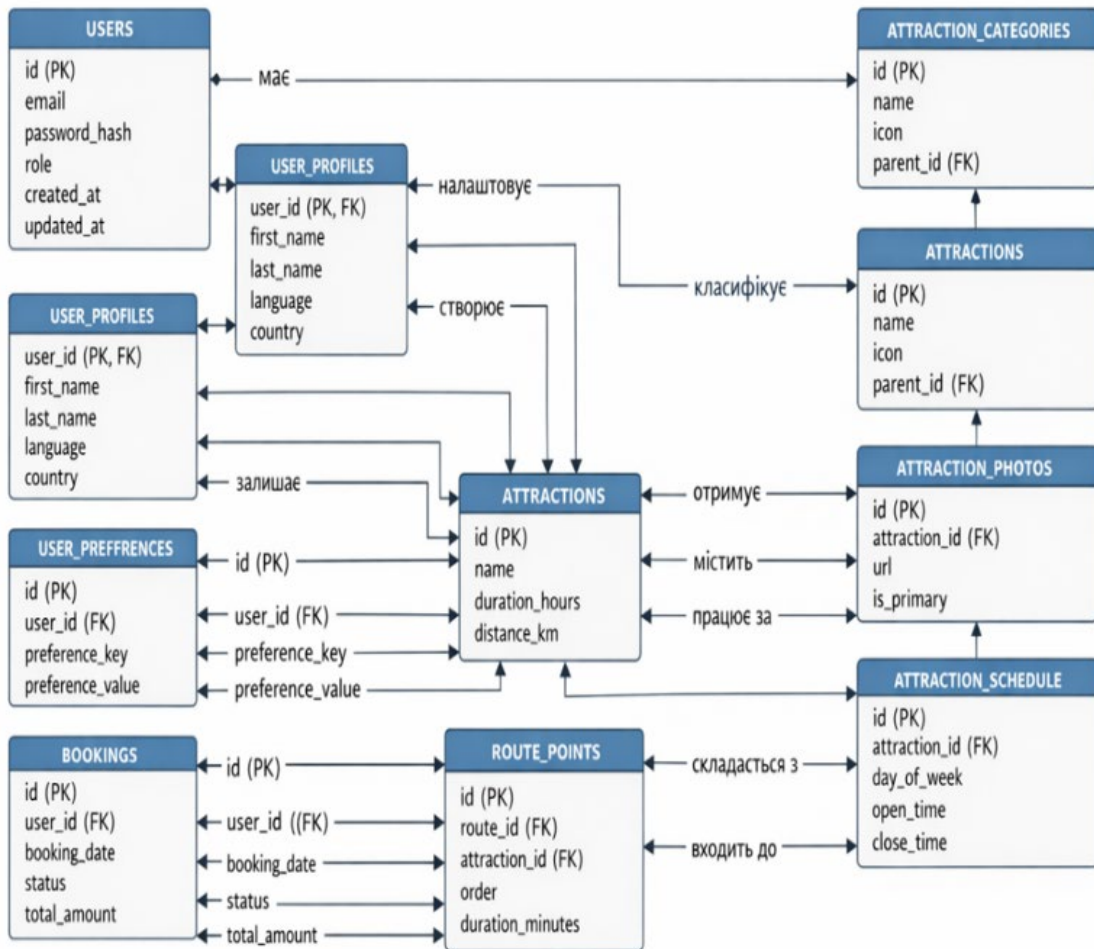 USERS
id (PK)
email
password_hash
role
created_at
updated_at
має
ATTRACTION_CATEGORIES
id (PK)
name
icon
parent_id (FK)
USER_PROFILES
user_id (PK, FK)
first_name
last_name
language
country
налаштовує
створює
класифікує
ATTRACTIONS
id (PK)
name
icon
parent_id (FK)
USER_PROFILES
user_id (PK, FK)
first_name
last_name
language
country
залишає
ATTRACTIONS
id (PK)
name
duration_hours
distance_km
отримує
містить
працює за
ATTRACTION_PHOTOS
id (PK)
attraction_id (FK)
url
is_primary
USER_PREFFRENCES
id (PK)
user_id (FK)
preference_key
preference_value
id (PK)
user_id (FK)
preference_key
preference_value
ATTRACTION_SCHEDULE
id (PK)
attraction_id (FK)
day_of_week
open_time
close_time
BOOKINGS
id (PK)
user_id (FK)
booking_date
status
total_amount
id (PK)
user_id ((FK)
booking_date
status
total_amount
ROUTE_POINTS
id (PK)
route_id (FK)
attraction_id (FK)
order
duration_minutes
складасться з
входить до